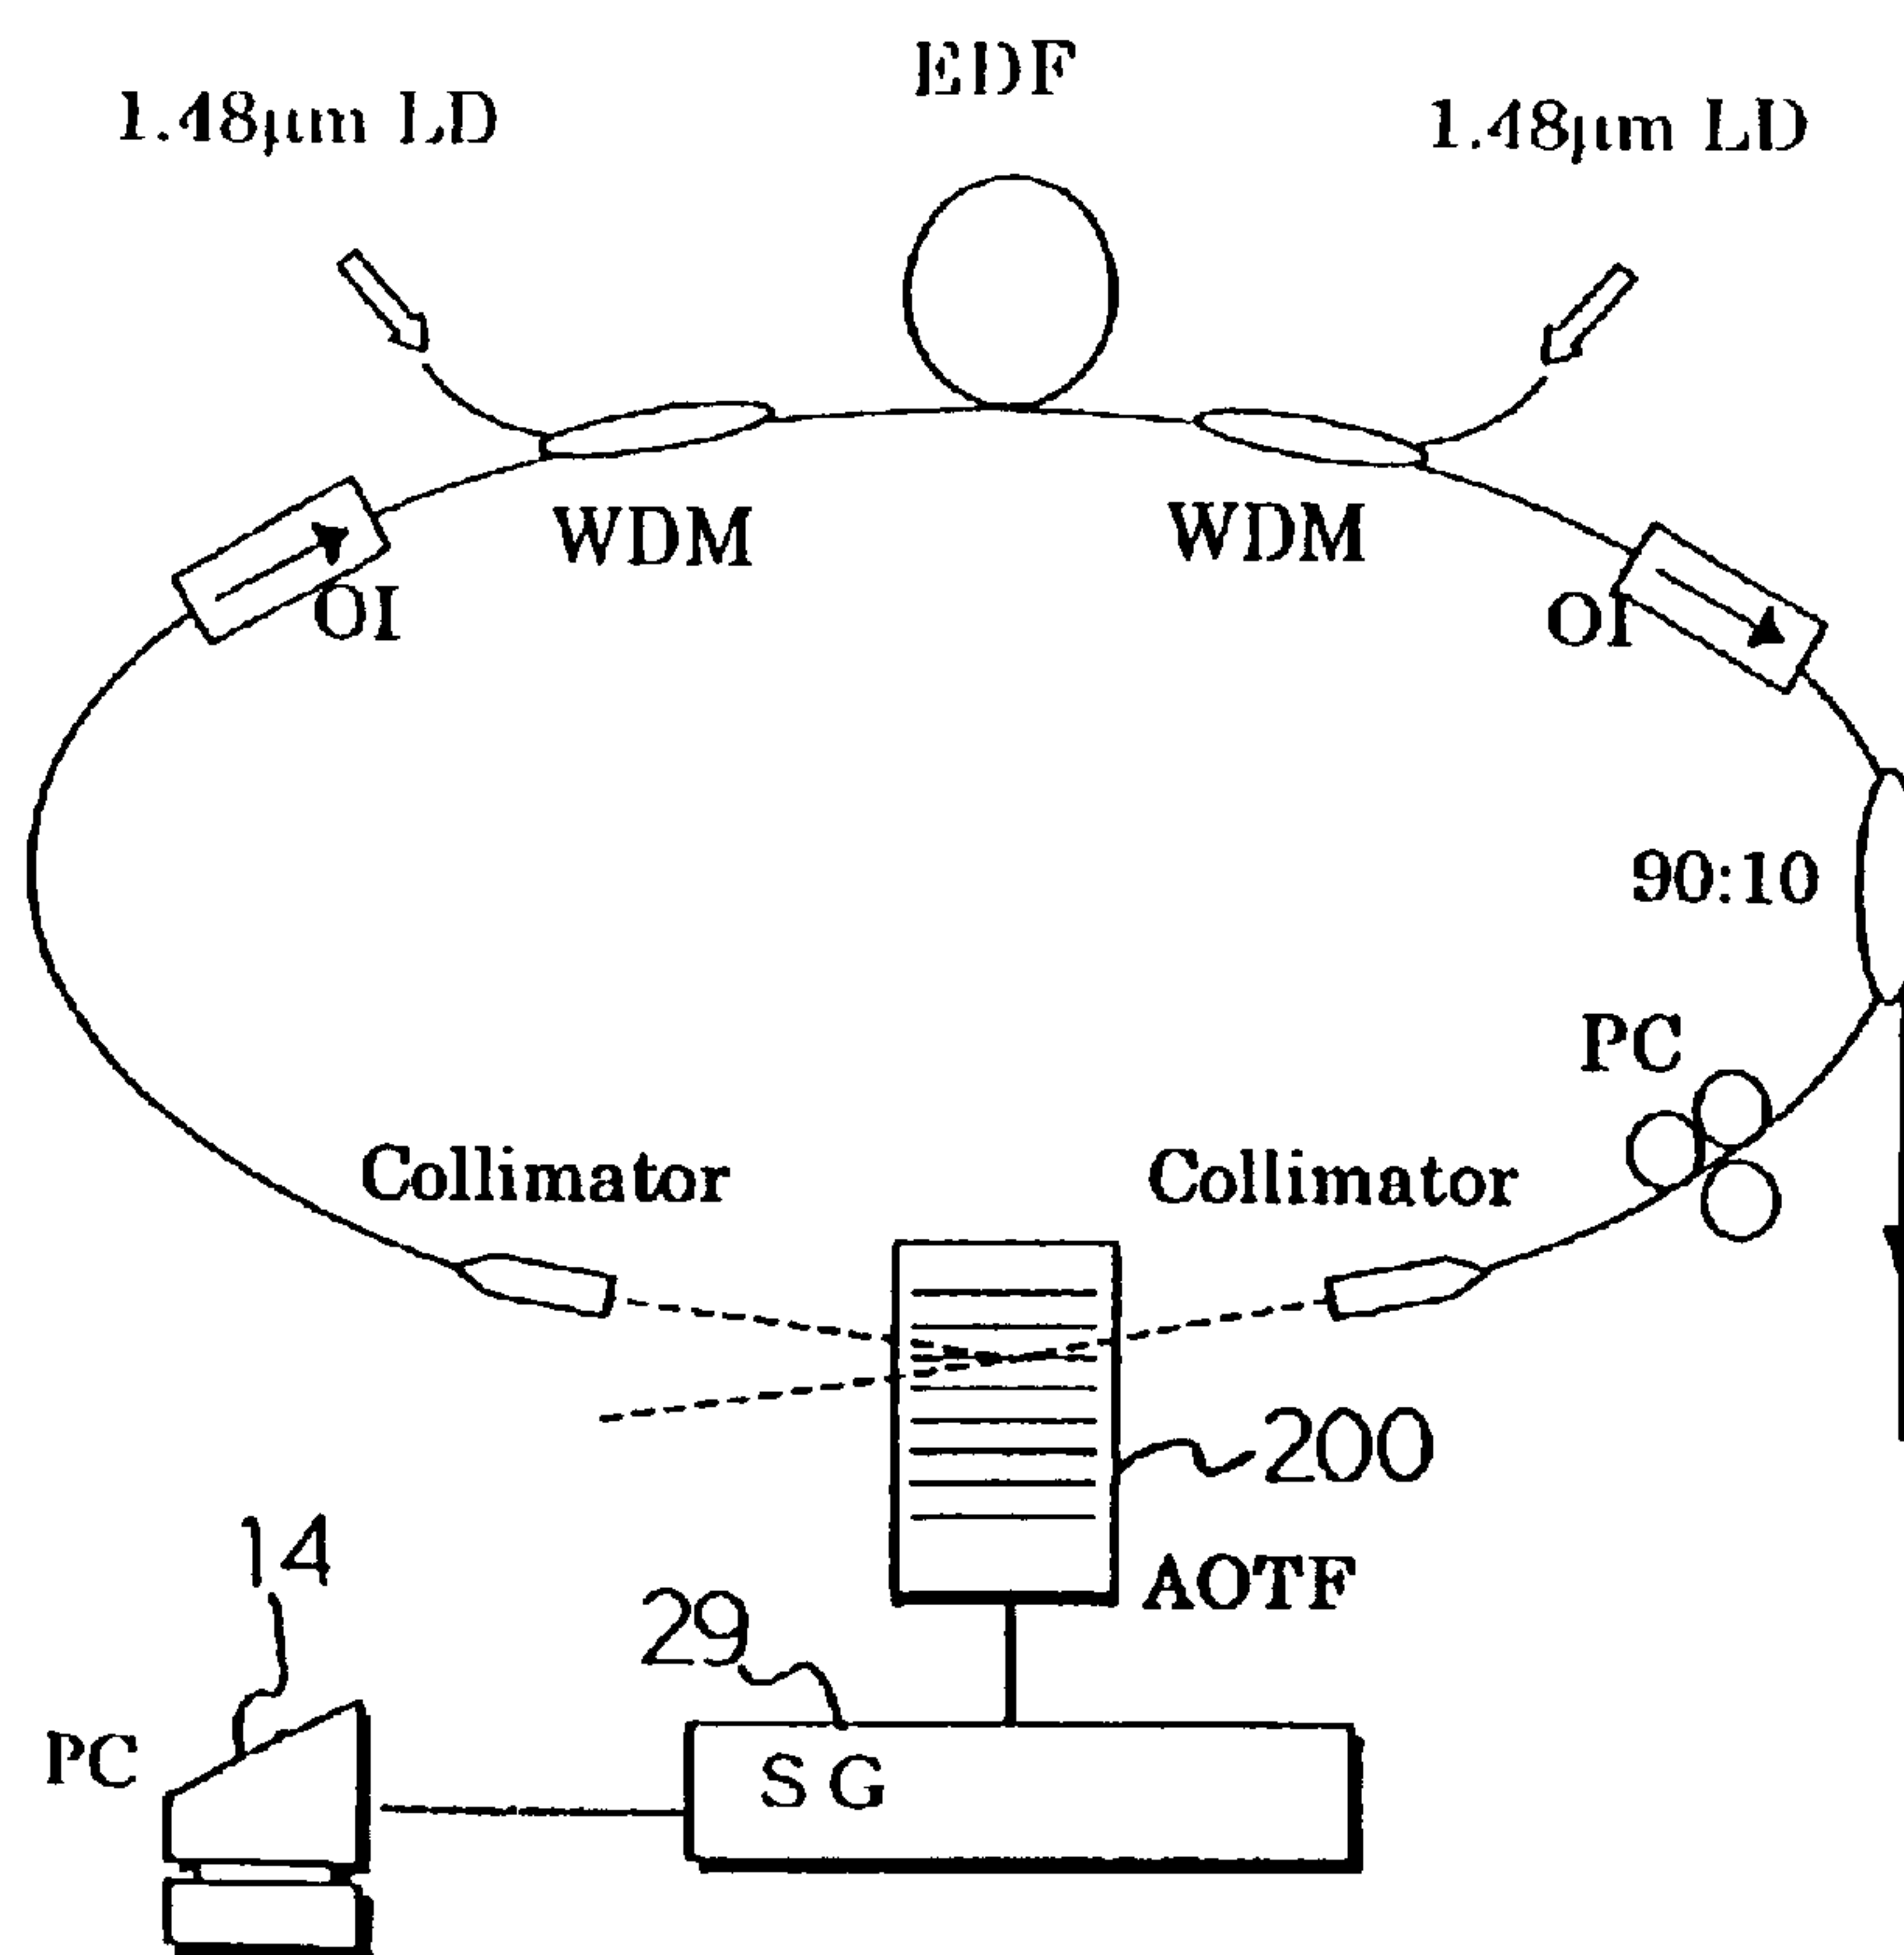 EDF
1.48μm LD
1.48μm LD
WDM
WDM
OI
OI
90:10
PC
Collimator
Collimator
200
14
AOTF
29
PC
SG